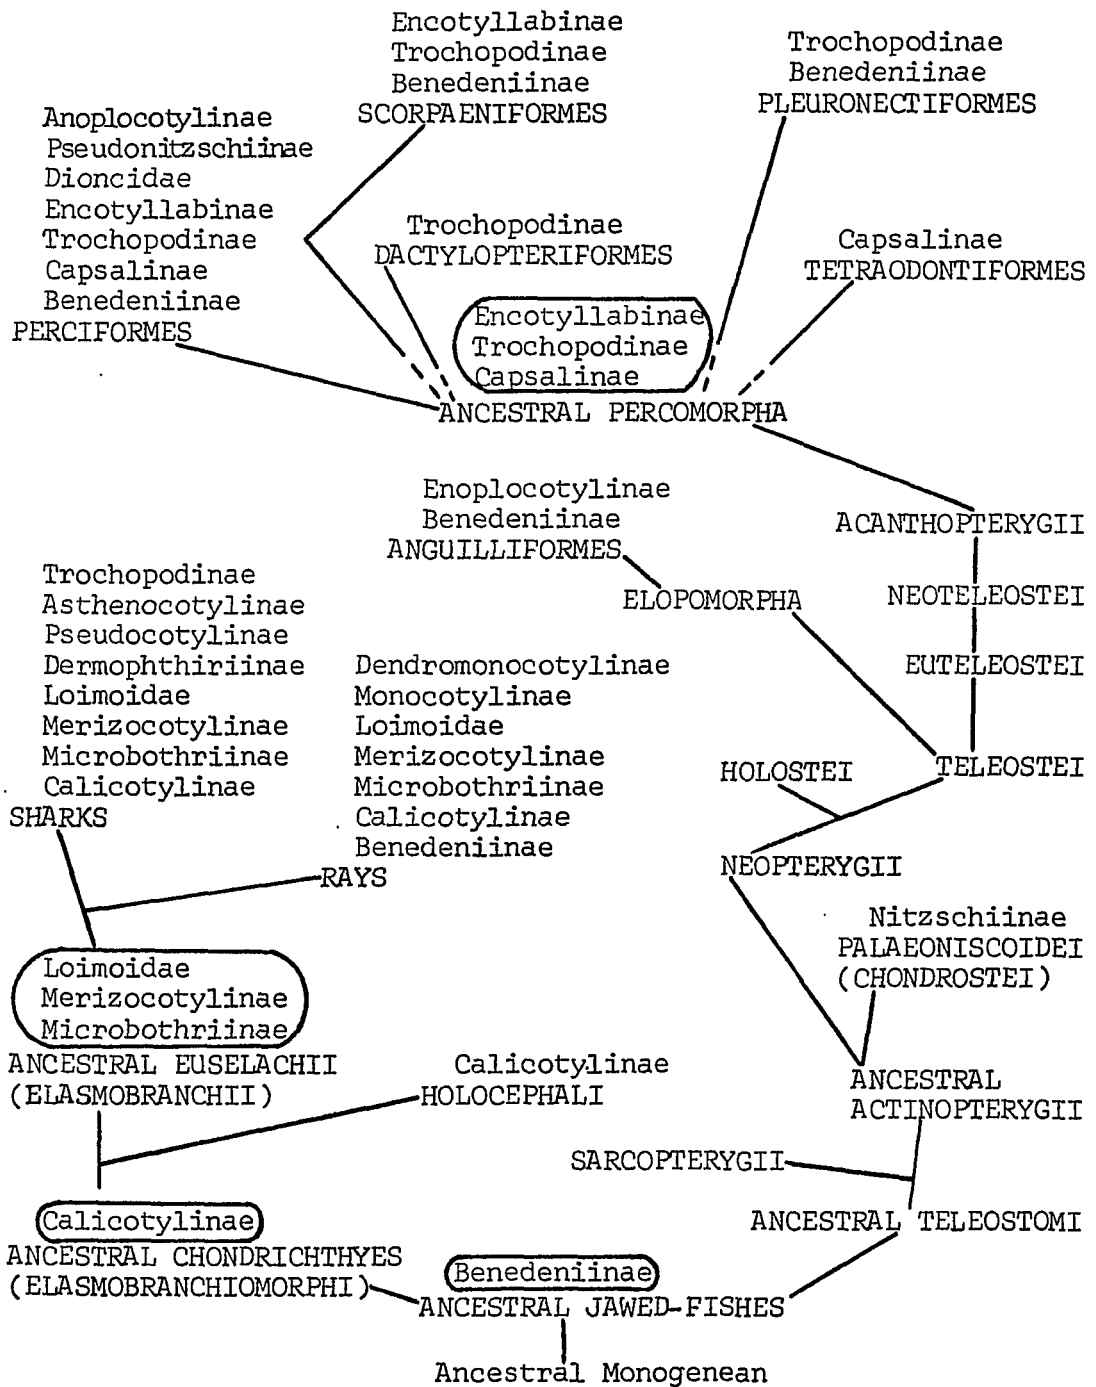 Encotyllabinae
Trochopodinae
Benedeniinae
SCORPAENIFORMES
Trochopodinae
Benedeniinae
PLEURONECTIFORMES
Anoplocotylinae
Pseudonitzschiinae
Dioncidae
Encotyllabinae
Trochopodinae
Capsalinae
Benedeniinae
PERCIFORMES
Trochopodinae
DACTYLOPTERIFORMES
Capsalinae
TETRAODONTIFORMES
Encotyllabinae
Trochopodinae
Capsalinae
ANCESTRAL PERCOMORPHA
Enoplocotylinae
Benedeniinae
ANGUILLIFORMES
ELOPOMORPHA
ACANTHOPTERYGII
NEOTELEOSTEI
EUTELEOSTEI
TELEOSTEI
HOLOSTEI
NEOPTERYGII
Trochopodinae
Asthenocotylinae
Pseudocotylinae
Dermophthiriinae
Loimoidae
Merizocotylinae
Microbothriinae
Calicotylinae
SHARKS
Dendromonocotylinae
Monocotylinae
Loimoidae
Merizocotylinae
Microbothriinae
Calicotylinae
Benedeniinae
RAYS
Nitzschiinae
PALAEONISCOIDEI
(CHONDROSTEI)
Loimoidae
Merizocotylinae
Microbothriinae
ANCESTRAL EUSELACHII
(ELASMOBRANCHII)
Calicotylinae
HOLOCEPHALI
ANCESTRAL
ACTINOPTERYGII
SARCOPTERYGII
ANCESTRAL TELEOSTOMI
Calicotylinae
ANCESTRAL CHONDRICHTHYES
(ELASMOBRANCHIOMORPHI)
Benedeniinae
ANCESTRAL JAWED-FISHES
Ancestral Monogenean